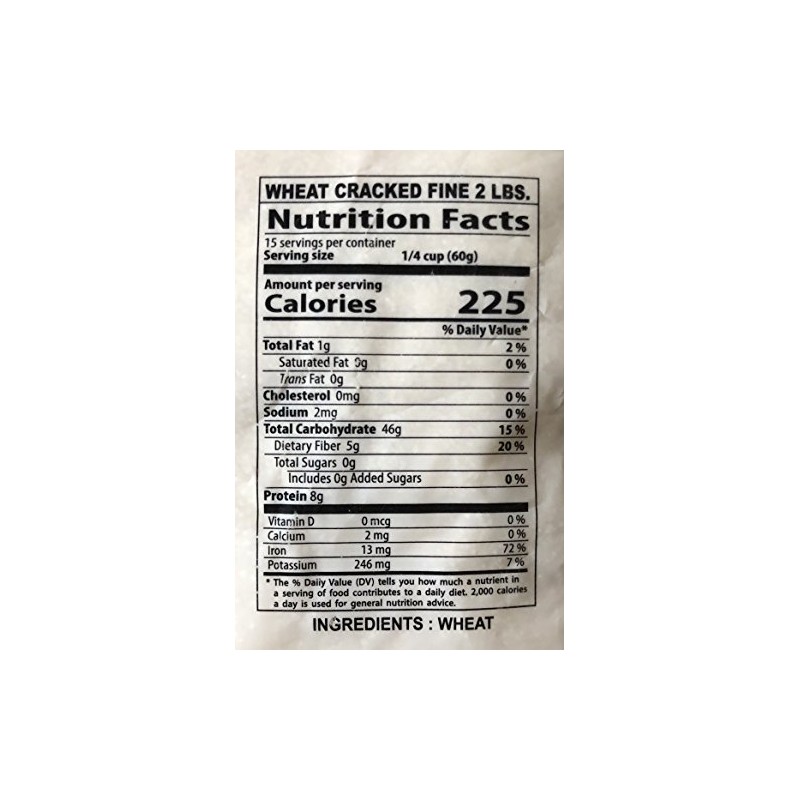 WHEAT CRACKED FINE 2 LBS.
Nutrition Facts
15 servings per container
Serving size 1/4 cup (60g)
Amount per serving
Calories 225
% Daily Value*
Total Fat 1g 2%
Saturated Fat 0g 0%
Trans Fat 0g
Cholesterol 0mg 0%
Sodium 2mg 0%
Total Carbohydrate 46g 15%
Dietary Fiber 5g 20%
Total Sugars 0g
Includes 0g Added Sugars 0%
Protein 8g
Vitamin D 0 mcg 0%
Calcium 2 mg 0%
Iron 13 mg 72%
Potassium 246 mg 7%
* The % Daily Value (DV) tells you how much a nutrient in
a serving of food contributes to a daily diet. 2,000 calories
a day is used for general nutrition advice.
INGREDIENTS : WHEAT